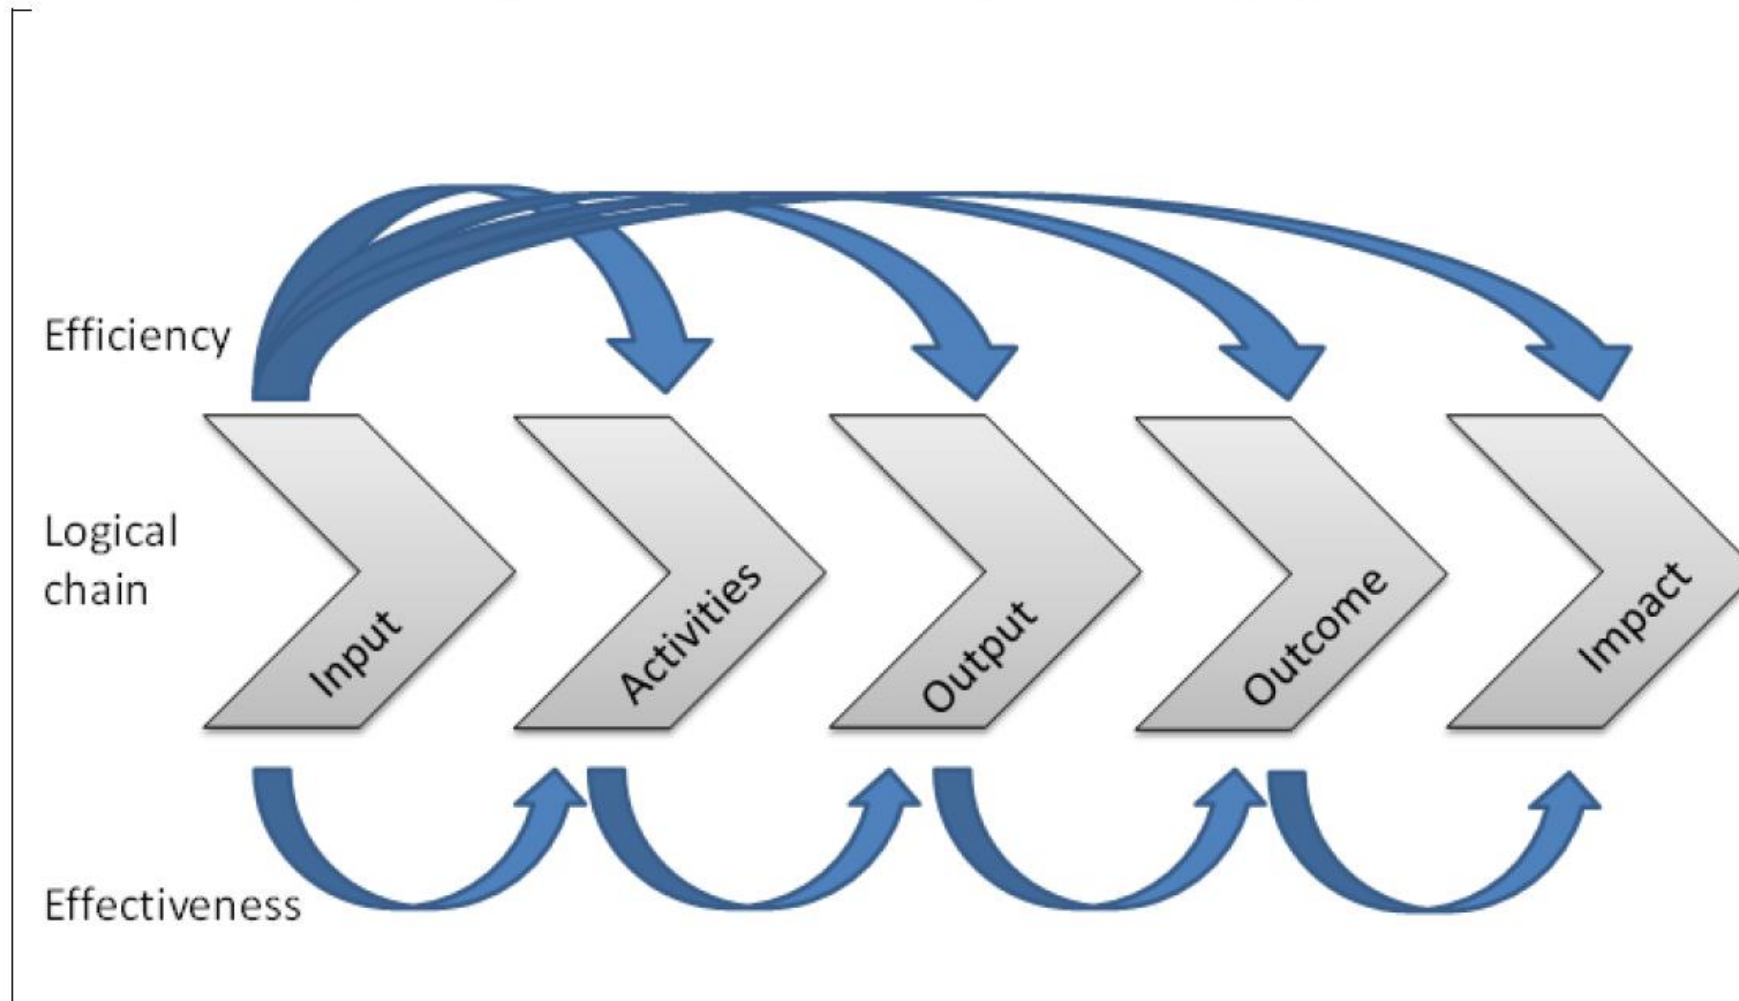 Efficiency
Logical
chain
Input
Activities
Output
Outcome
Impact
Effectiveness